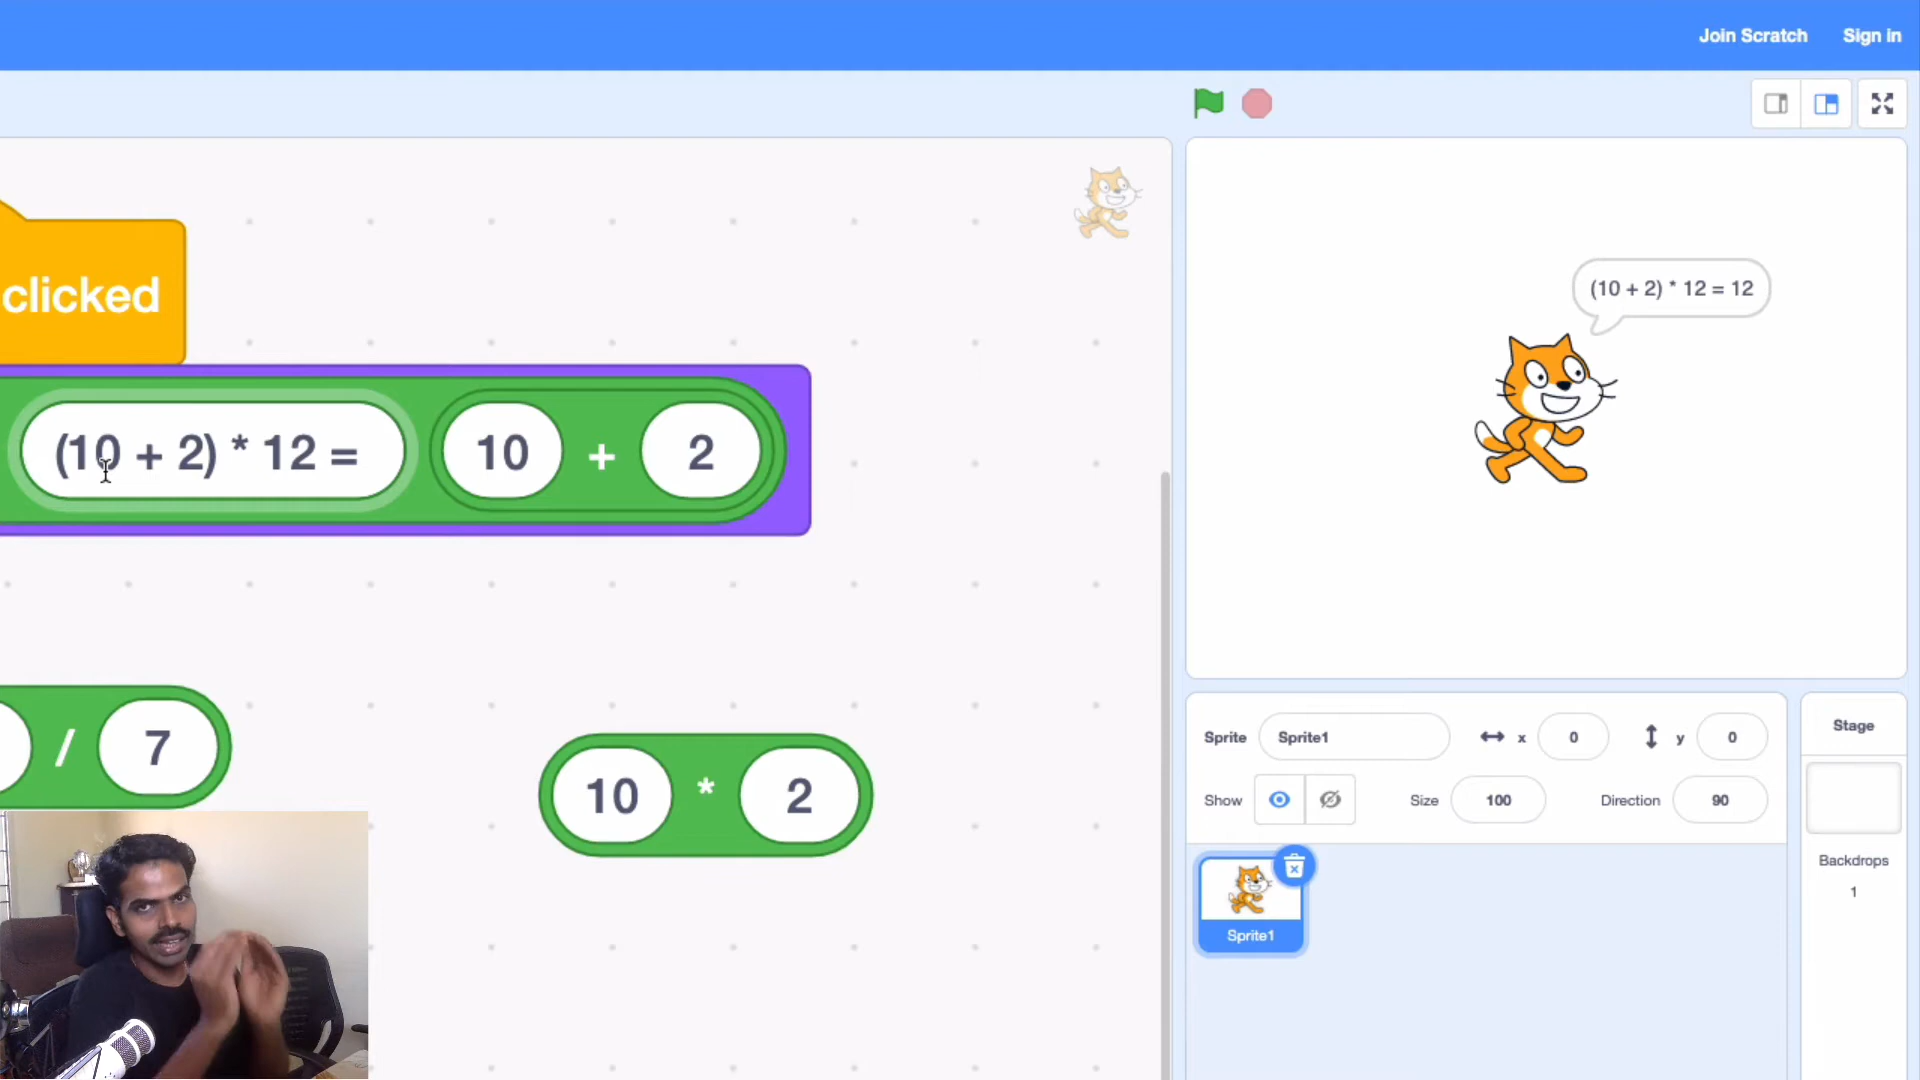 Join Scratch Sign in
clicked
(10 + 2) * 12 = 12
(10 + 2) * 12 = 10 + 2
/ 7
10 * 2
Sprite Sprite1 x 0 y 0
Show Size 100 Direction 90
Stage
Backdrops
1
Sprite1